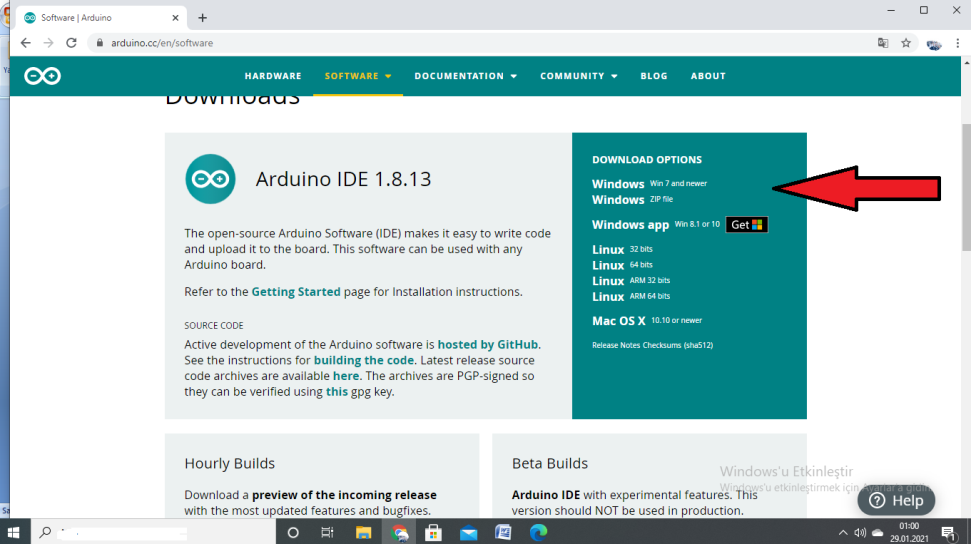 Software | Arduino
arduino.cc/en/software
HARDWARE SOFTWARE DOCUMENTATION COMMUNITY BLOG ABOUT
Downloads
Arduino IDE 1.8.13
The open-source Arduino Software (IDE) makes it easy to write code
and upload it to the board. This software can be used with any
Arduino board.
Refer to the Getting Started page for Installation instructions.
SOURCE CODE
Active development of the Arduino software is hosted by GitHub.
See the instructions for building the code. Latest release source
code archives are available here. The archives are PGP-signed so
they can be verified using this gpg key.
DOWNLOAD OPTIONS
Windows Win 7 and newer
Windows ZIP file
Windows app Win 8.1 or 10 Get
Linux 32 bits
Linux 64 bits
Linux ARM 32 bits
Linux ARM 64 bits
Mac OS X 10.10 or newer
Release Notes Checksums (sha512)
Hourly Builds
Download a preview of the incoming release
with the most updated features and bugfixes.
Beta Builds
Arduino IDE with experimental features. This
version should NOT be used in production.
Windows'u Etkinleştir
Windows'u etkinleştirmek için
Help
01:00
29.01.2021